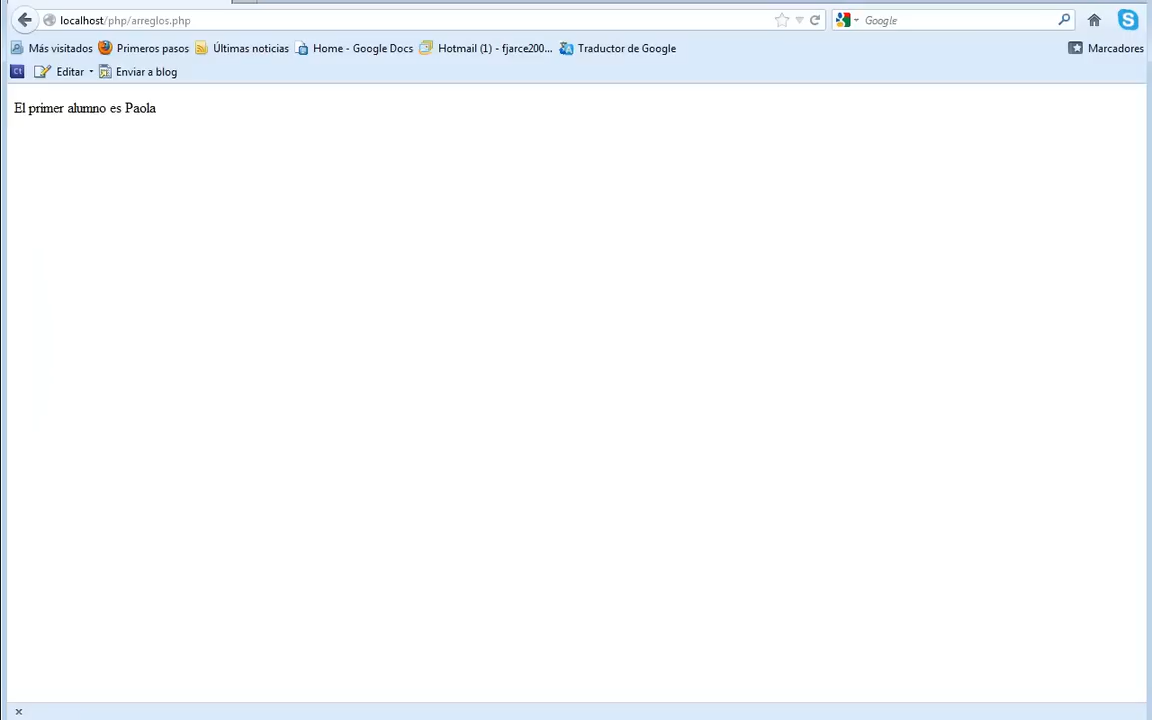 localhost/php/arreglos.php
Google
Más visitados Primeros pasos Últimas noticias Home - Google Docs Hotmail (1) - fjarce200... Traductor de Google Marcadores
Ct Editar Enviar a blog
El primer alumno es Paola